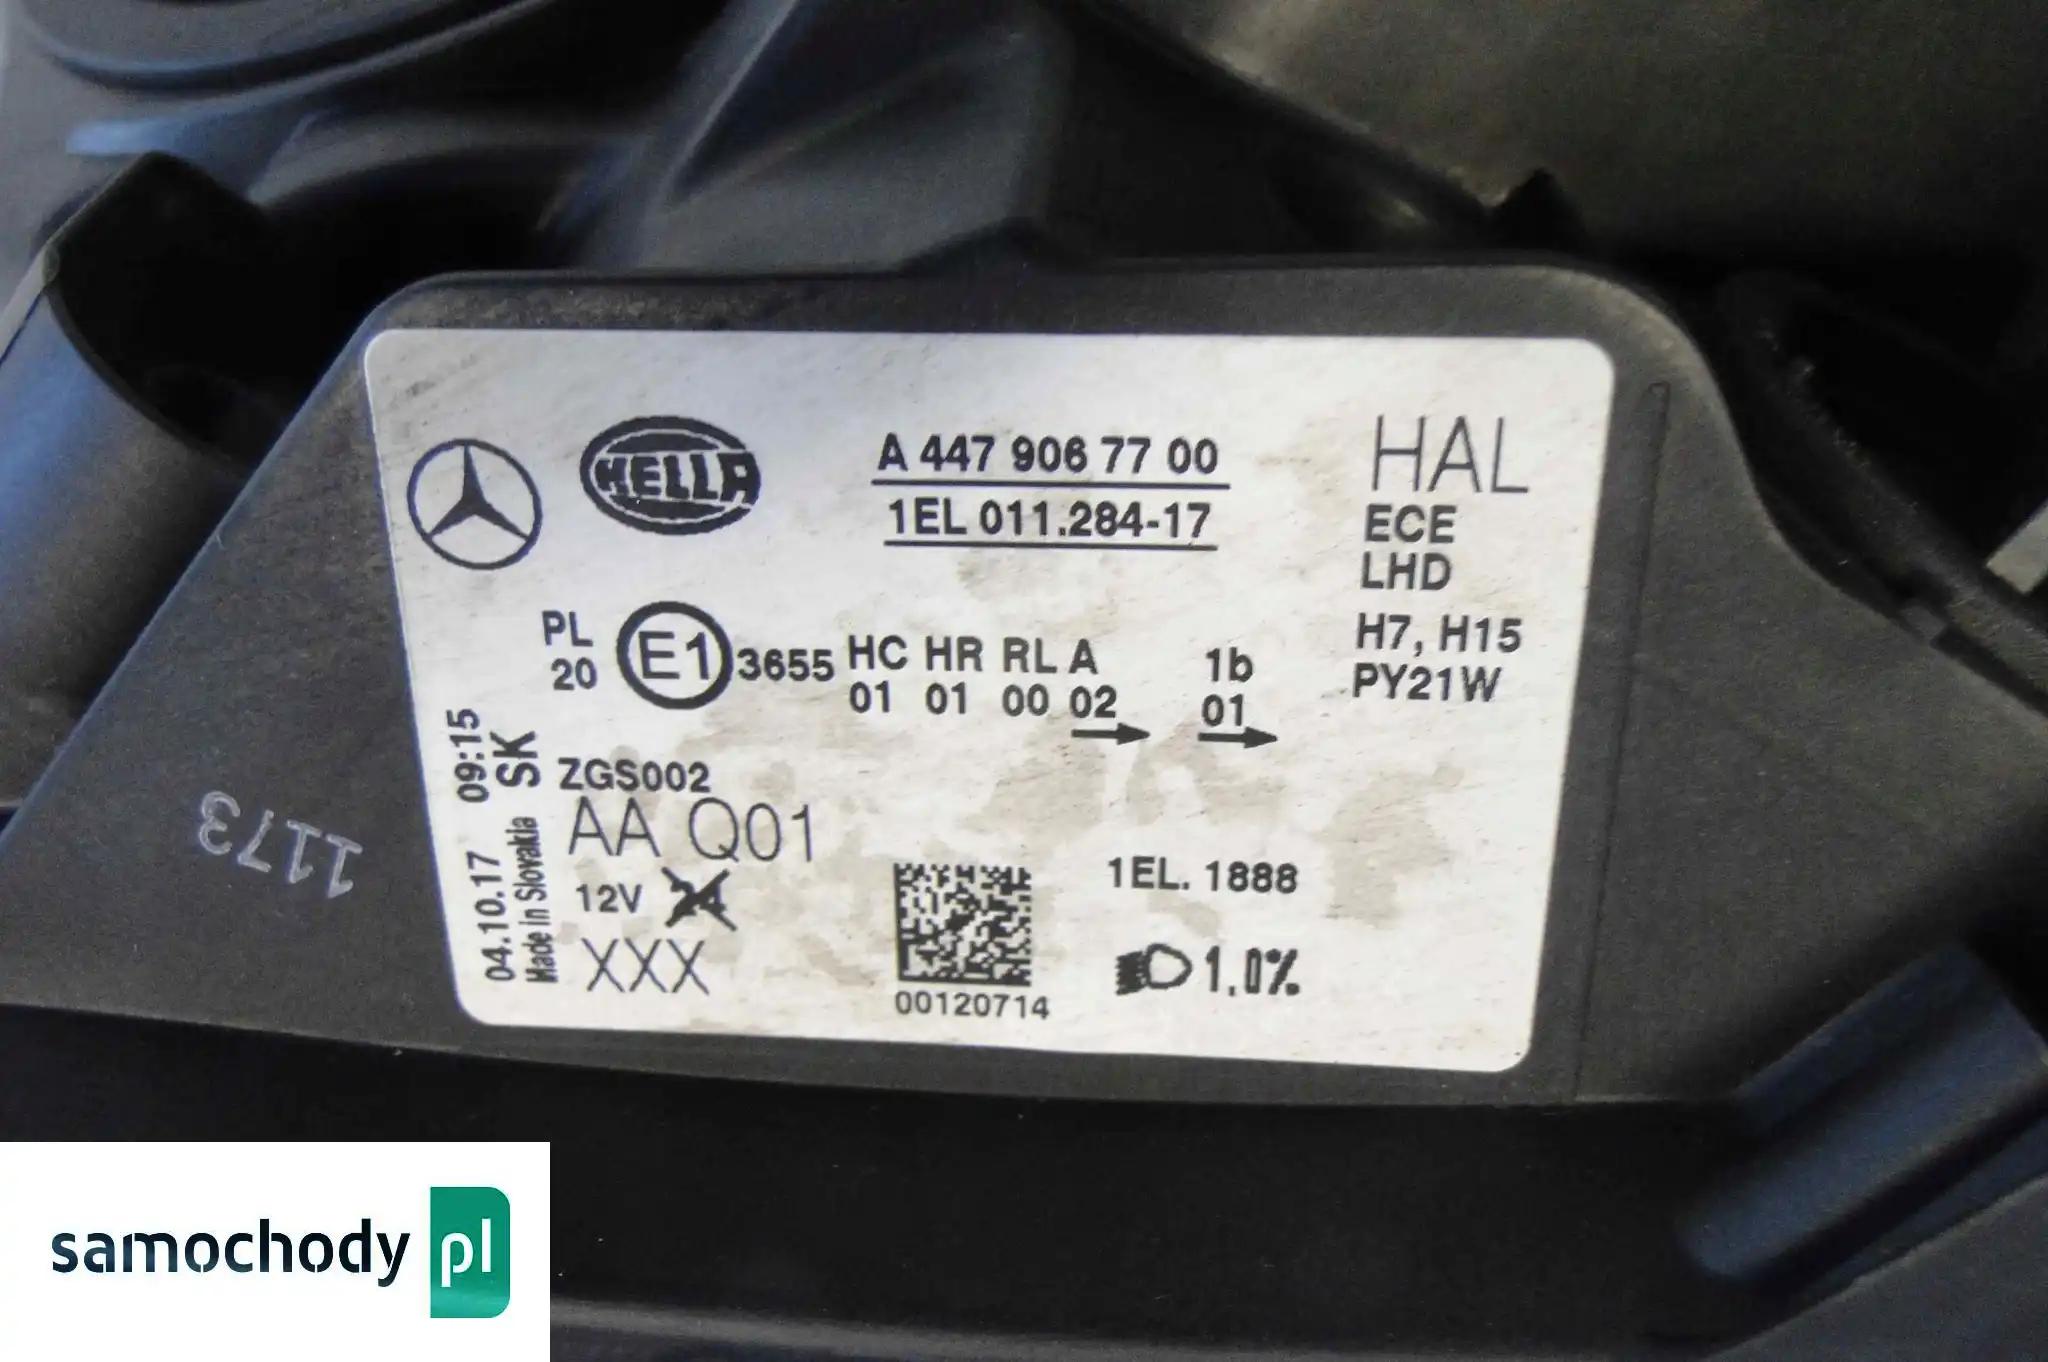 HELLA
A 447 906 77 00
1EL 011.284-17
HAL
ECE
LHD
H7, H15
PY21W
PL
20
E1
3655
HC HR RL A 1b
01 01 00 02 01
09:15
04.10.17
SK
Made in Slovakia
ZGS002
AA Q01
12V 24
XXX
00120714
1EL. 1888
1.0%
1173
samochody pl